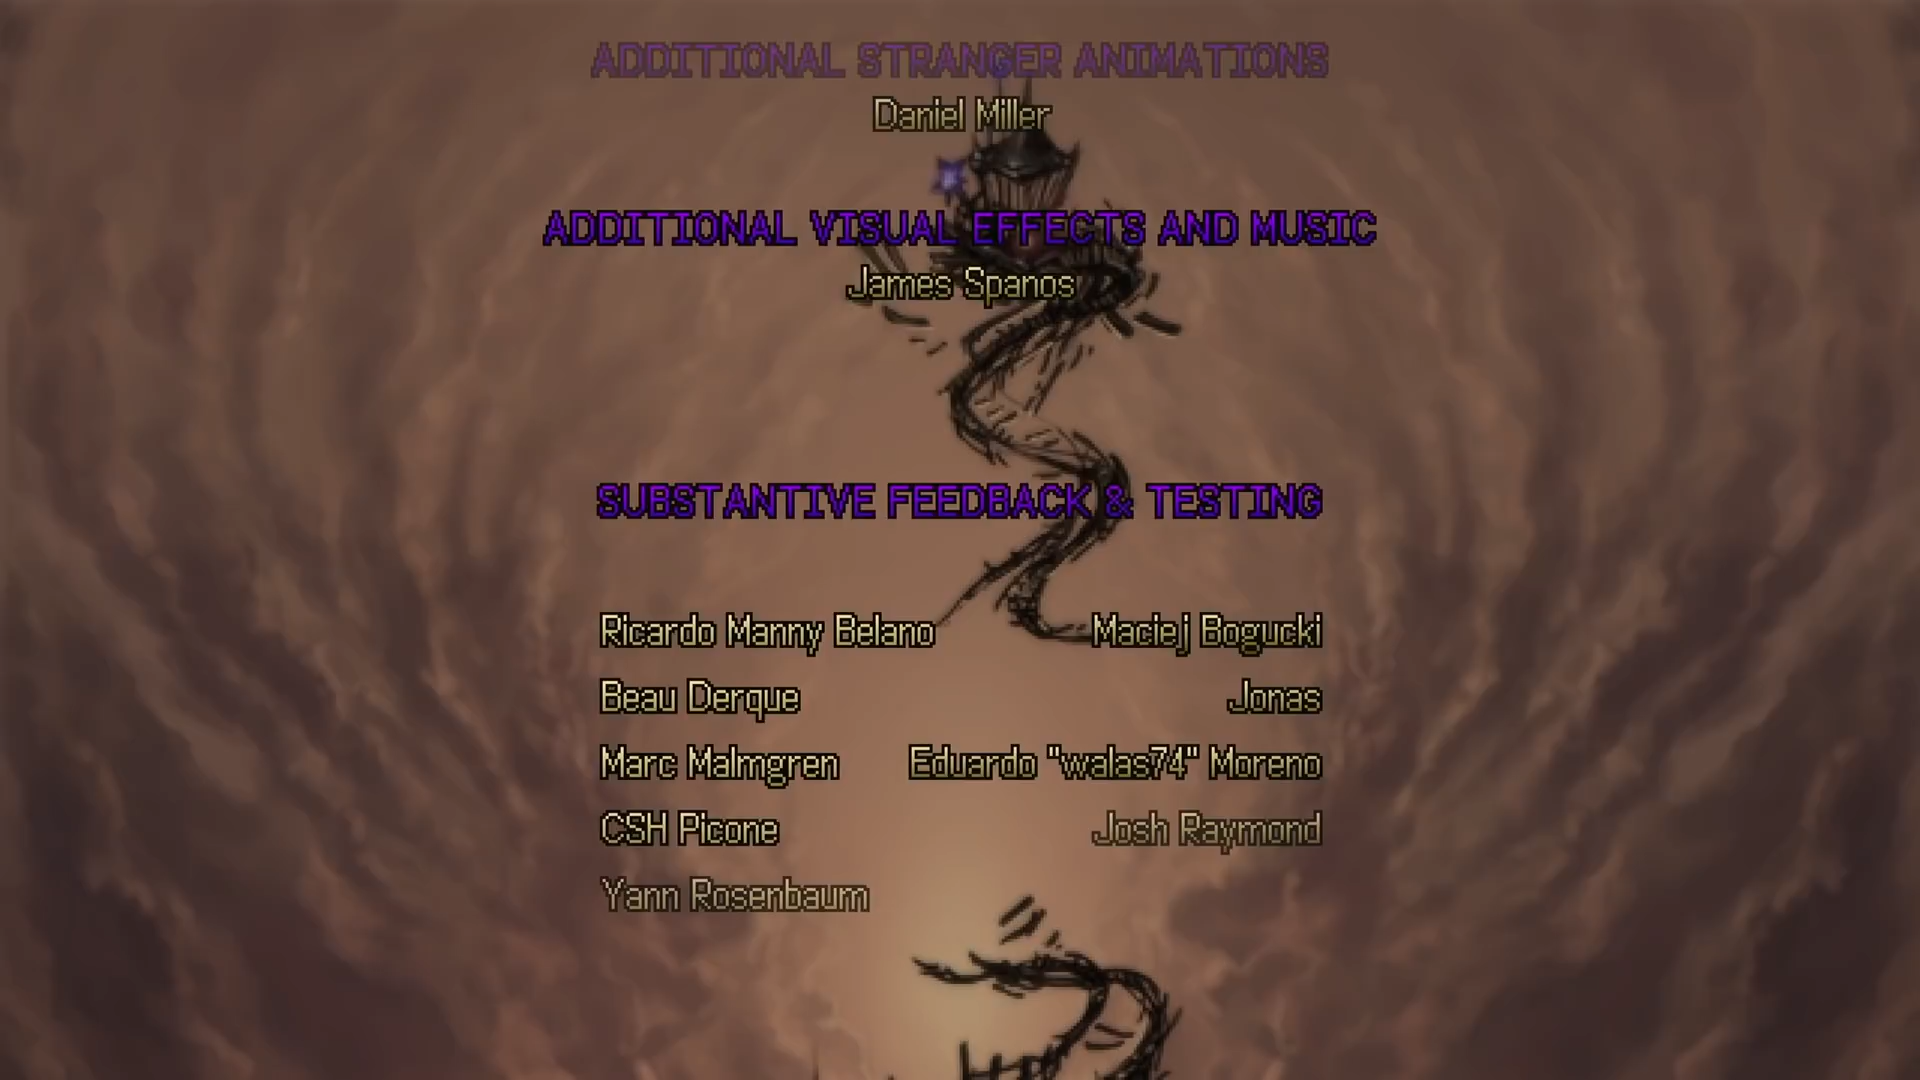 ADDITIONAL STRANGER ANIMATIONS
Daniel Miller
ADDITIONAL VISUAL EFFECTS AND MUSIC
James Spanos
SUBSTANTIVE FEEDBACK & TESTING
Ricardo Manny Belano Maciej Bogucki
Beau Derque Jonas
Marc Malmgren Eduardo "walas74" Moreno
CSH Picone Josh Raymond
Yann Rosenbaum